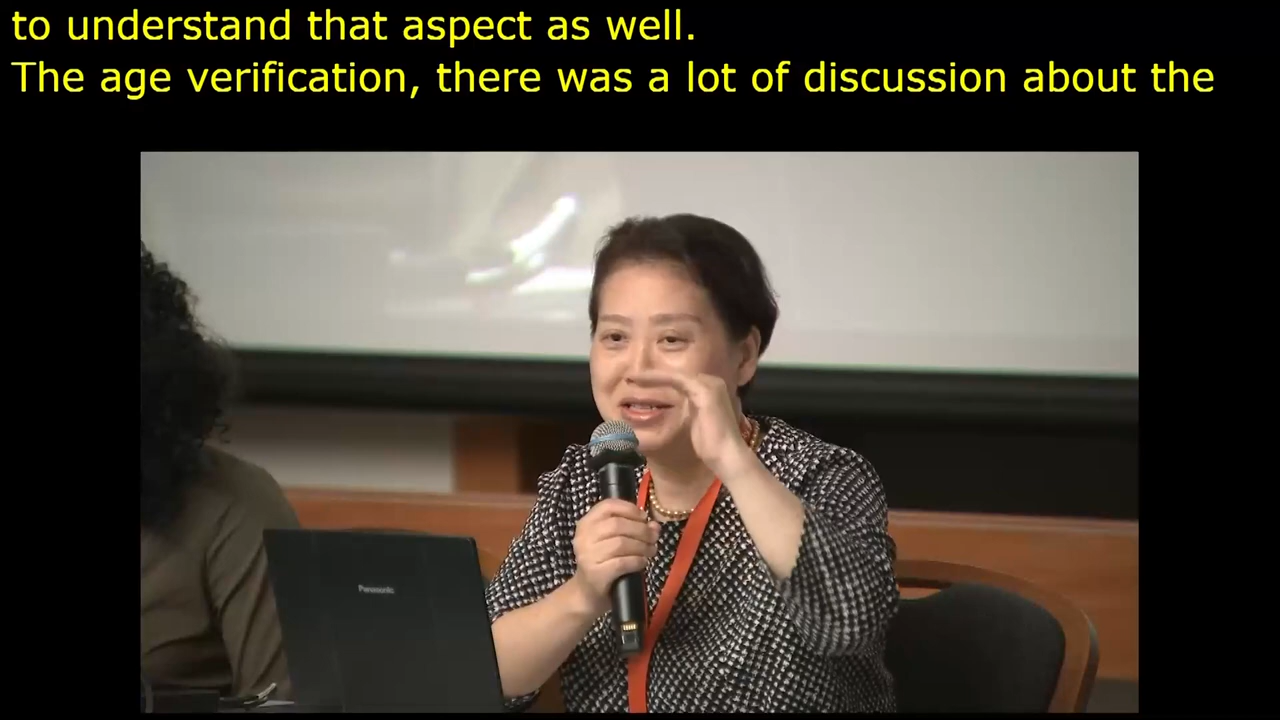 to understand that aspect as well.
The age verification, there was a lot of discussion about the
Panasonic